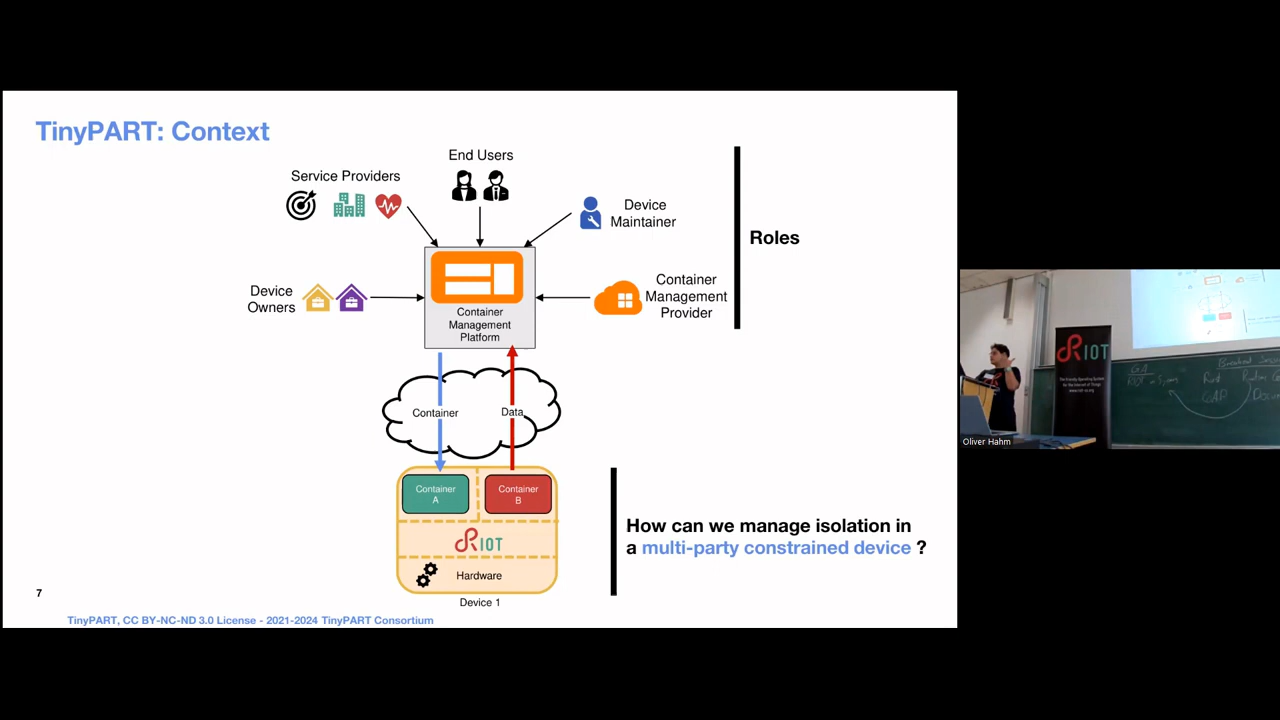 TinyPART: Context
End Users
Service Providers
Device
Maintainer
Roles
Device
Owners
Container
Management
Provider
Container
Management
Platform
Container
Data
Container
A
Container
B
RIOT
Hardware
Device 1
How can we manage isolation in
a multi-party constrained device ?
7
TinyPART, CC BY-NC-ND 3.0 License - 2021-2024 TinyPART Consortium
RIOT
Oliver Hahm